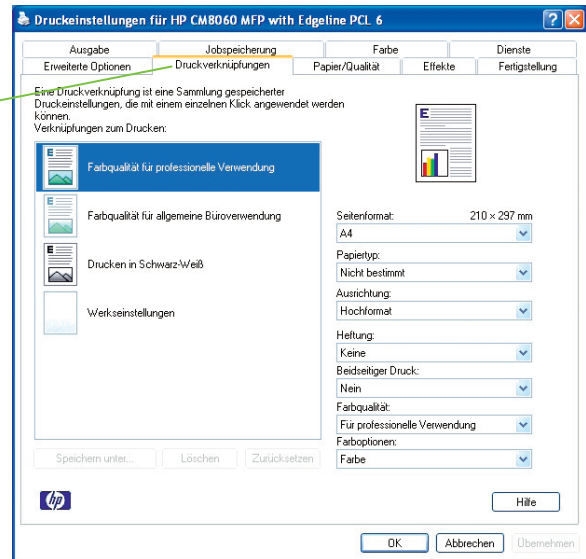 Druckeinstellungen für HP CM8060 MFP with Edgeline PCL 6
Ausgabe Jobspeicherung Farbe Dienste
Erweiterte Optionen Druckverknüpfungen Papier/Qualität Effekte Fertigstellung
Eine Druckverknüpfung ist eine Sammlung gespeicherter
Druckeinstellungen, die mit einem einzelnen Klick angewendet werden
können.
Verknüpfungen zum Drucken:
Farbqualität für professionelle Verwendung
Farbqualität für allgemeine Büroverwendung
Drucken in Schwarz-Weiß
Werkseinstellungen
Speichern unter... Löschen Zurücksetzen
E
E
E
E
Seitenformat: 210 × 297 mm
A4
Papiertyp:
Nicht bestimmt
Ausrichtung:
Hochformat
Heftung:
Keine
Beidseitiger Druck:
Nein
Farbqualität:
Für professionelle Verwendung
Farboptionen:
Farbe
hp
Hilfe
OK Abbrechen Übernehmen